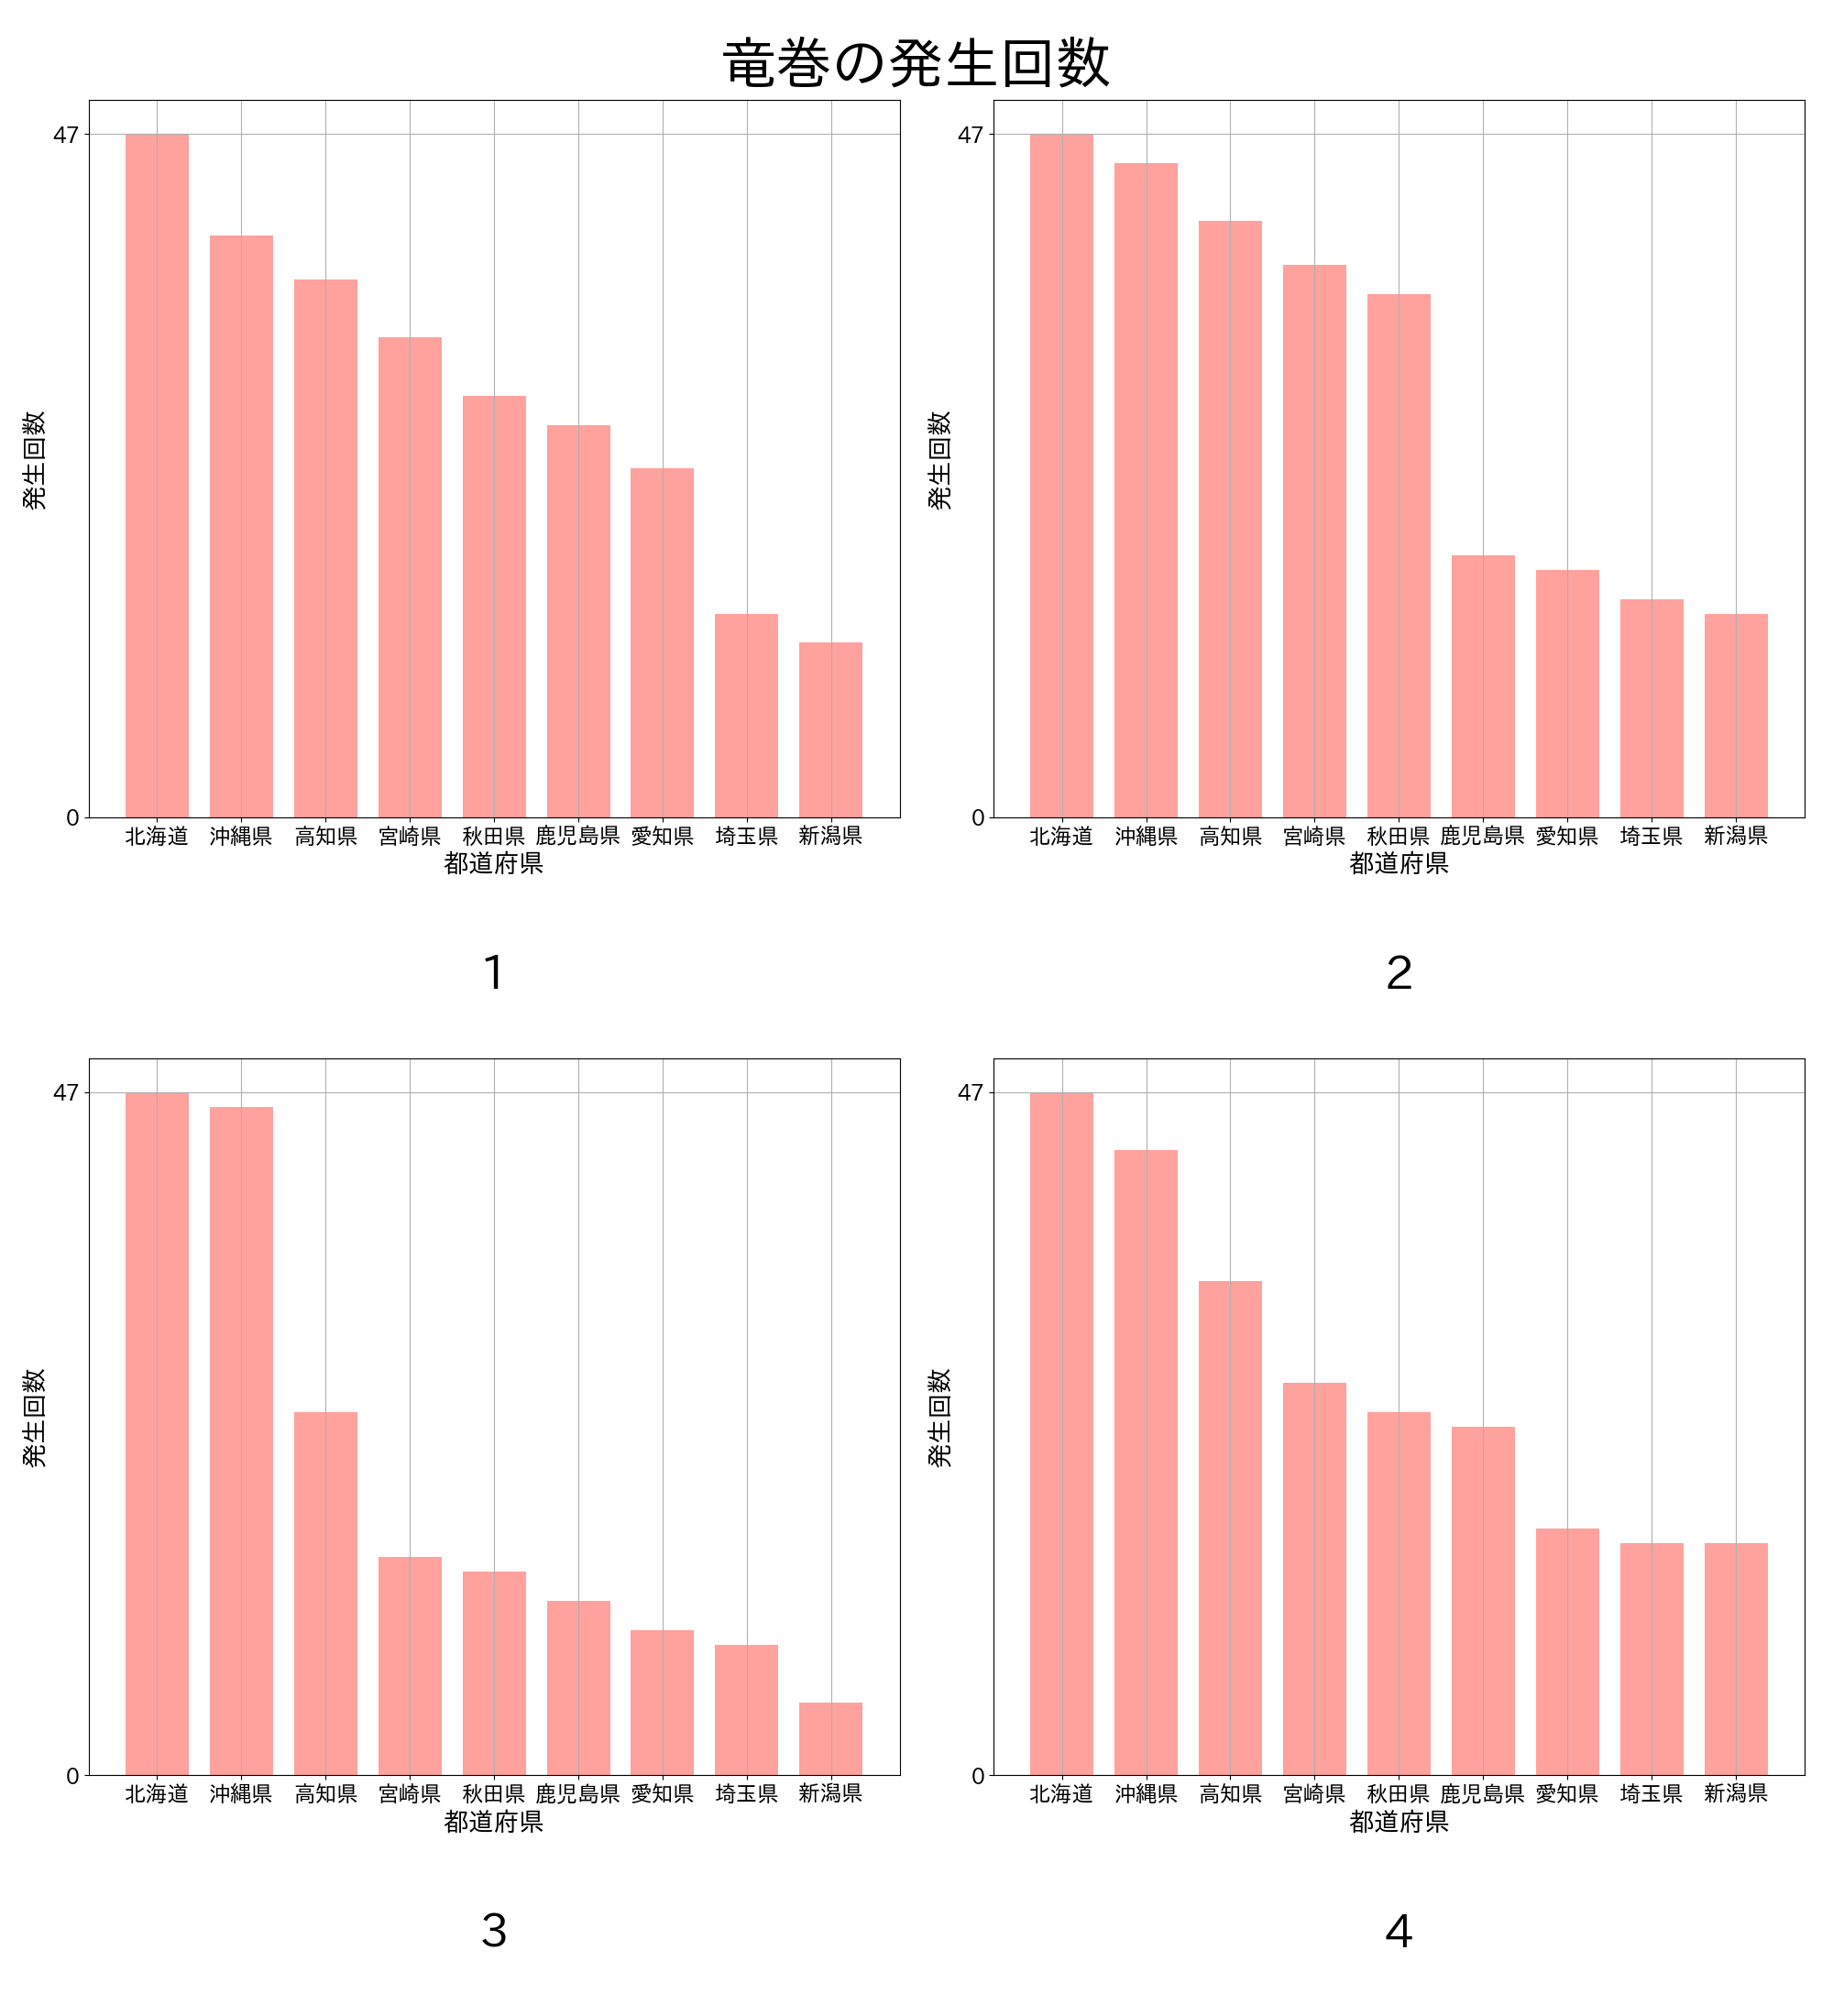 竜巻の発生回数
47
0
発生回数
北海道 沖縄県 高知県 宮崎県 秋田県 鹿児島県 愛知県 埼玉県 新潟県
都道府県
1
47
0
発生回数
北海道 沖縄県 高知県 宮崎県 秋田県 鹿児島県 愛知県 埼玉県 新潟県
都道府県
2
47
0
発生回数
北海道 沖縄県 高知県 宮崎県 秋田県 鹿児島県 愛知県 埼玉県 新潟県
都道府県
3
47
0
発生回数
北海道 沖縄県 高知県 宮崎県 秋田県 鹿児島県 愛知県 埼玉県 新潟県
都道府県
4